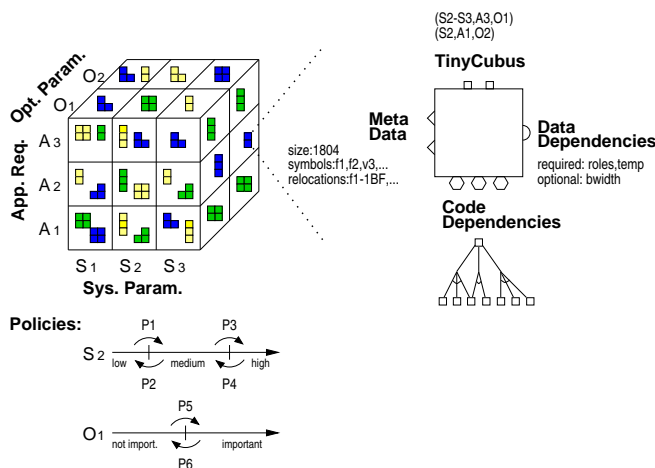 (S2-S3,A3,O1)
(S2,A1,O2)
TinyCubus
Opt. Param.
O2
O1
App. Req.
A3
A2
A1
S1 S2 S3
Sys. Param.
Meta
Data
size:1804
symbols:f1,f2,v3,...
relocations:f1-1BF,...
Data
Dependencies
required: roles,temp
optional: bwidth
Code
Dependencies
Policies:
P1 P3
S2
low medium high
P2 P4
P5
O1
not import. important
P6